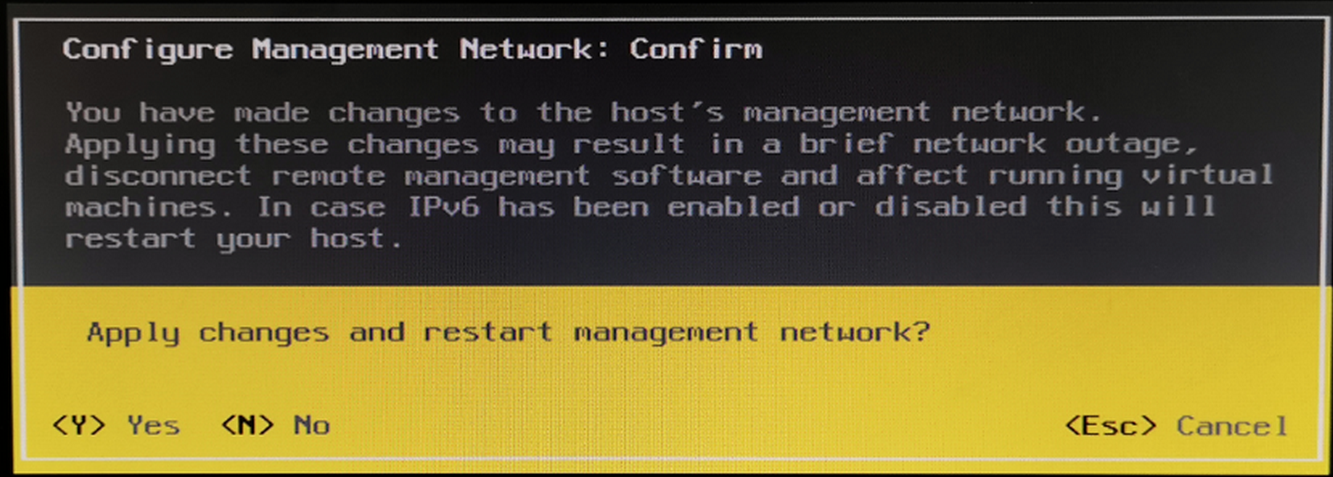 Configure Management Network: Confirm
You have made changes to the host's management network.
Applying these changes may result in a brief network outage,
disconnect remote management software and affect running virtual
machines. In case IPv6 has been enabled or disabled this will
restart your host.
Apply changes and restart management network?
<Y> Yes <N> No <Esc> Cancel